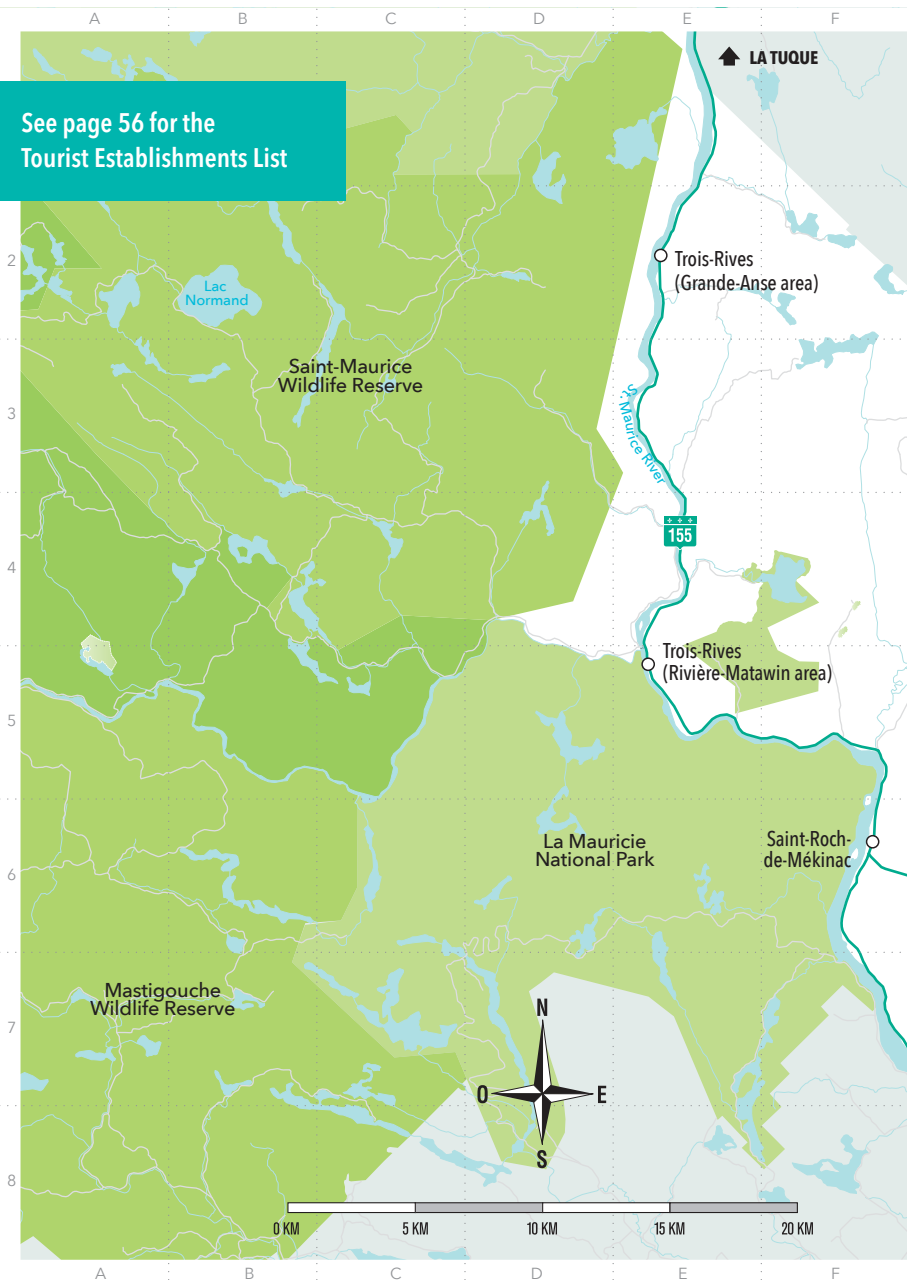 A B C D E F
LA TUQUE
See page 56 for the
Tourist Establishments List
2
Trois-Rives
(Grande-Anse area)
Lac
Normand
Saint-Maurice
Wildlife Reserve
3
St. Maurice River
155
4
Trois-Rives
(Rivière-Matawin area)
5
La Mauricie
National Park
Saint-Roch-
de-Mékinac
6
Mastigouche
Wildlife Reserve
7
N
O E
S
8
0 KM 5 KM 10 KM 15 KM 20 KM
A B C D E F